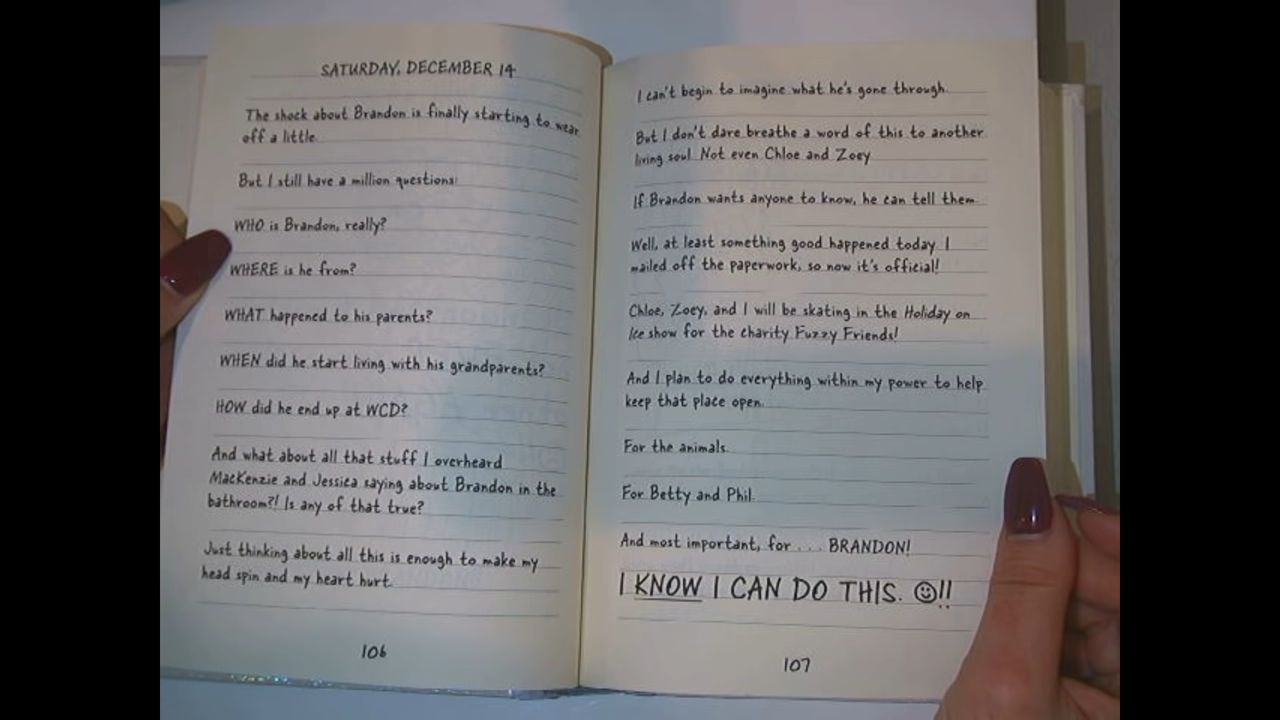 SATURDAY, DECEMBER 14
The shock about Brandon is finally starting to wear
off a little.
But I still have a million questions:
WHO is Brandon, really?
WHERE is he from?
WHAT happened to his parents?
WHEN did he start living with his grandparents?
HOW did he end up at WCD?
And what about all that stuff I overheard
MacKenzie and Jessica saying about Brandon in the
bathroom?! Is any of that true?
Just thinking about all this is enough to make my
head spin and my heart hurt.
106
I can't begin to imagine what he's gone through.
But I don't dare breathe a word of this to another
living soul. Not even Chloe and Zoey.
If Brandon wants anyone to know, he can tell them.
Well, at least something good happened today. I
mailed off the paperwork, so now it's official!
Chloe, Zoey, and I will be skating in the Holiday on
Ice show for the charity Fuzzy Friends!
And I plan to do everything within my power to help
keep that place open.
For the animals.
For Betty and Phil.
And most important, for . . . BRANDON!
I KNOW I CAN DO THIS. ☺!!
107